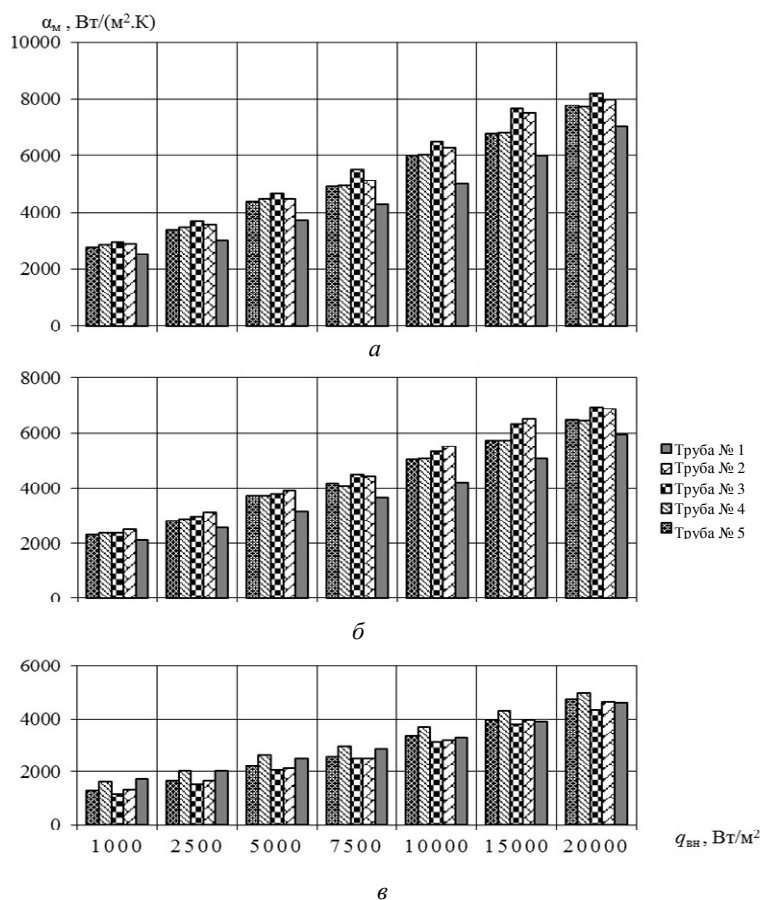 αм , Вт/(м².К)
10000
8000
6000
4000
2000
0
а
8000
6000
4000
2000
0
Труба № 1
Труба № 2
Труба № 3
Труба № 4
Труба № 5
б
6000
4000
2000
0
1000 2500 5000 7500 10000 15000 20000
qвн , Вт/м²
в